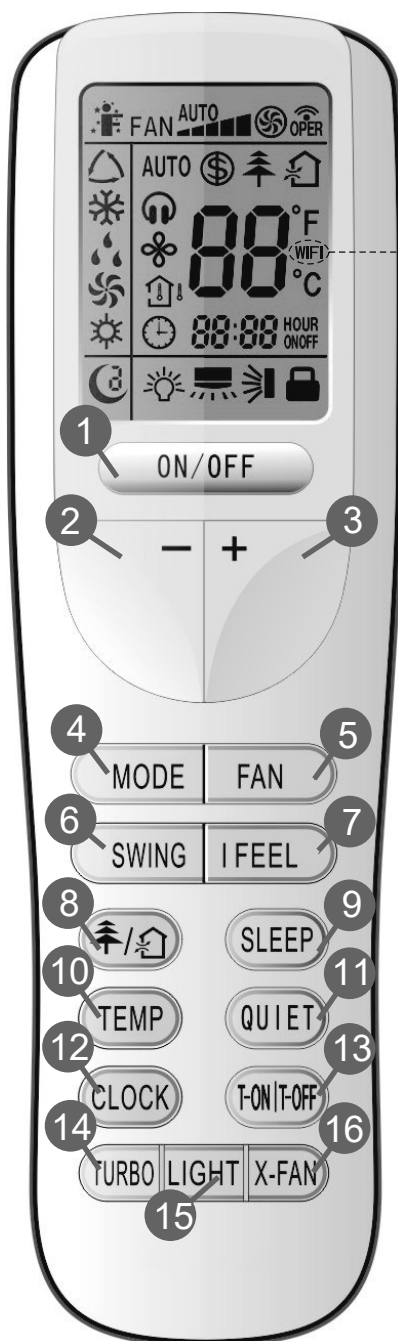 AUTO
FAN OPER
AUTO
88 °F
WIFI
°C
88:88 HOUR
ONOFF
1
ON/OFF
2 3
− +
4 5
MODE FAN
6 7
SWING I FEEL
8 9
/ SLEEP
10 11
TEMP QUIET
12 13
CLOCK T-ON|T-OFF
14 16
TURBO LIGHT X-FAN
15